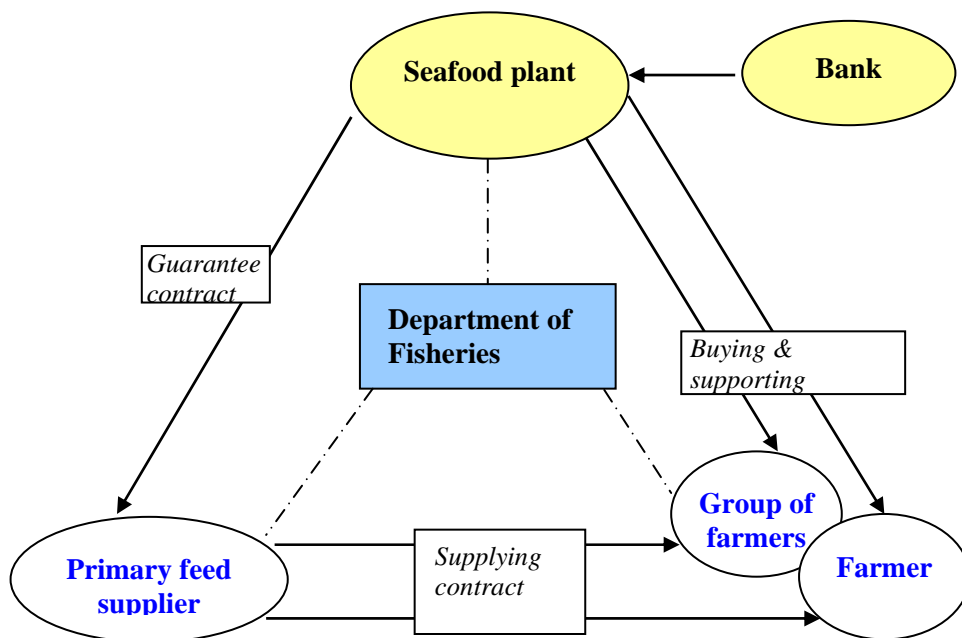 Seafood plant
Bank
Guarantee
contract
Department of
Fisheries
Buying &
supporting
Group of
farmers
Farmer
Primary feed
supplier
Supplying
contract